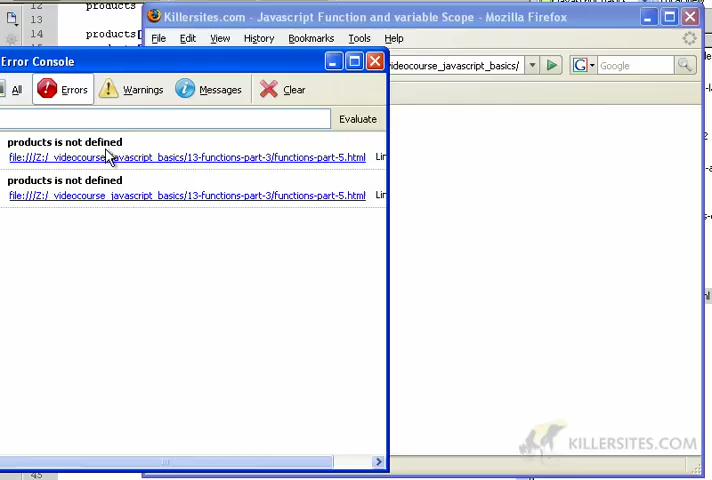 12 products
14 products[
Killersites.com - Javascript Function and variable Scope - Mozilla Firefox
File Edit View History Bookmarks Tools Help
videocourse_javascript_basics/
Google
Error Console
All Errors Warnings Messages Clear
Evaluate
products is not defined
file:///Z:/_videocourse_javascript_basics/13-functions-part-3/functions-part-5.html
products is not defined
file:///Z:/_videocourse_javascript_basics/13-functions-part-3/functions-part-5.html
KILLERSITES.COM
45